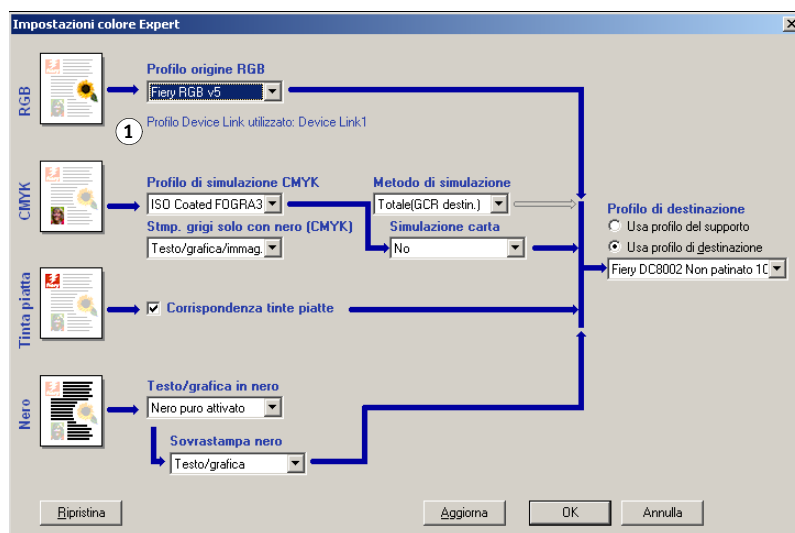 Impostazioni colore Expert
RGB
Profilo origine RGB
Fiery RGB v5
1
Profilo Device Link utilizzato: Device Link1
CMYK
Profilo di simulazione CMYK
Metodo di simulazione
ISO Coated FOGRA3
Totale(GCR destin.)
Stmp. grigi solo con nero (CMYK)
Simulazione carta
Testo/grafica/immag.
No
Profilo di destinazione
Usa profilo del supporto
Usa profilo di destinazione
Fiery DC8002 Non patinato 10
Tinta piatta
Corrispondenza tinte piatte
Nero
Testo/grafica in nero
Nero puro attivato
Sovrastampa nero
Testo/grafica
Ripristina
Aggiorna
OK
Annulla